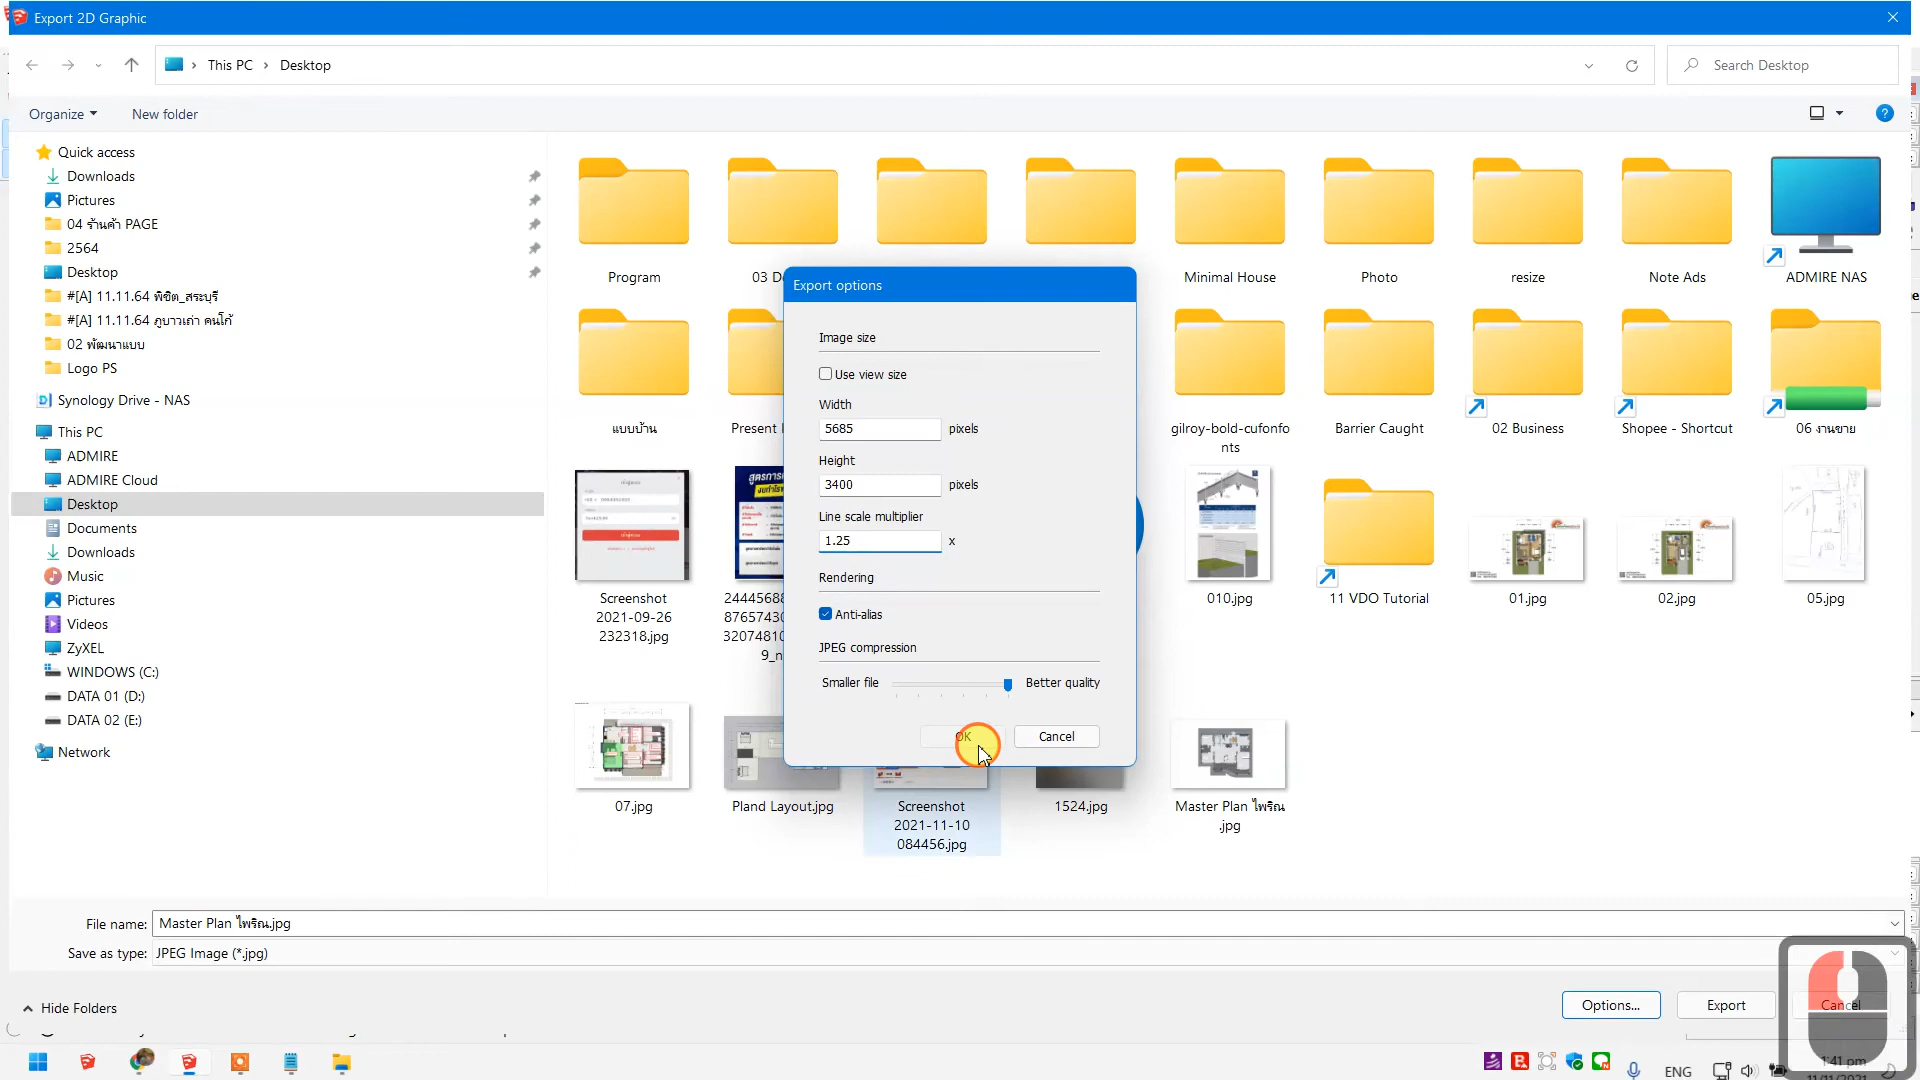 Export 2D Graphic
This PC
Desktop
Search Desktop
Organize
New folder
Quick access
Downloads
Pictures
04 ร้านค้า PAGE
2564
Desktop
#[A] 11.11.64 พิชิต_สระบุรี
#[A] 11.11.64 ภูบาวเถ่า คนโก้
02 พัฒนาแบบ
Logo PS
Synology Drive - NAS
This PC
ADMIRE
ADMIRE Cloud
Desktop
Documents
Downloads
Music
Pictures
Videos
ZyXEL
WINDOWS (C:)
DATA 01 (D:)
DATA 02 (E:)
Network
Program
03 D
Minimal House
Photo
resize
Note Ads
ADMIRE NAS
แบบบ้าน
Present
gilroy-bold-cufonfo
nts
Barrier Caught
02 Business
Shopee - Shortcut
06 งานขาย
Screenshot
2021-09-26
232318.jpg
24445688
87657430
32074810
9_n
010.jpg
11 VDO Tutorial
01.jpg
02.jpg
05.jpg
07.jpg
Pland Layout.jpg
Screenshot
2021-11-10
084456.jpg
1524.jpg
Master Plan ไพริณ
.jpg
Export options
Image size
Use view size
Width
5685 pixels
Height
3400 pixels
Line scale multiplier
1.25 x
Rendering
Anti-alias
JPEG compression
Smaller file
Better quality
OK
Cancel
File name: Master Plan ไพริณ.jpg
Save as type: JPEG Image (*.jpg)
Hide Folders
Options...
Export
Cancel
ENG
1:41 pm
11/11/2021